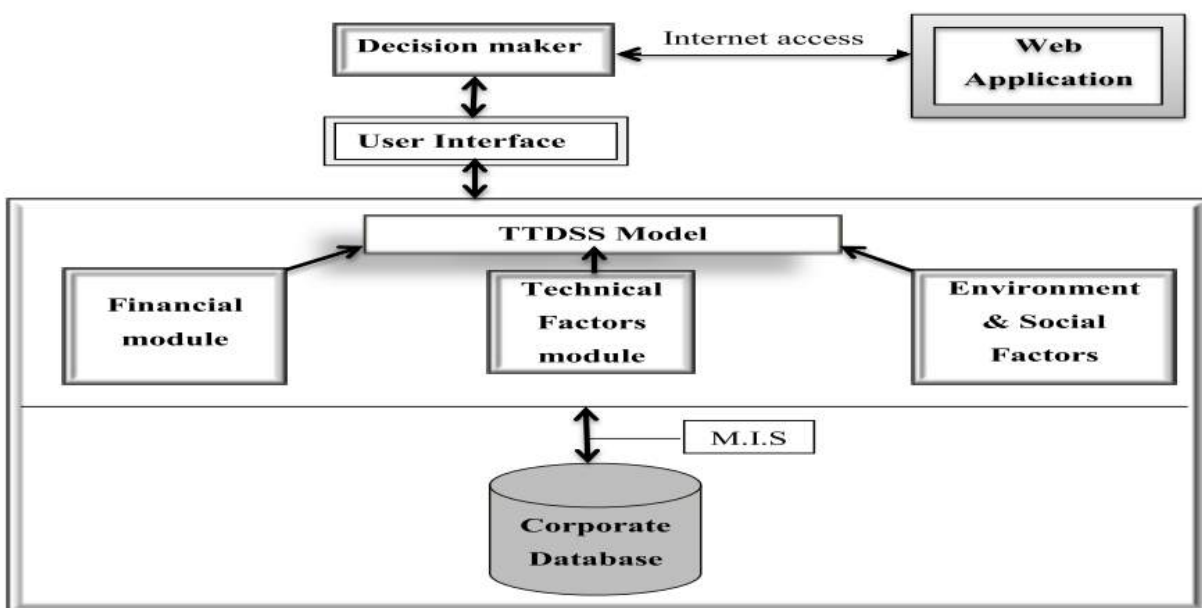 Decision maker
Internet access
Web
Application
User Interface
TTDSS Model
Financial
module
Technical
Factors
module
Environment
& Social
Factors
M.I.S
Corporate
Database